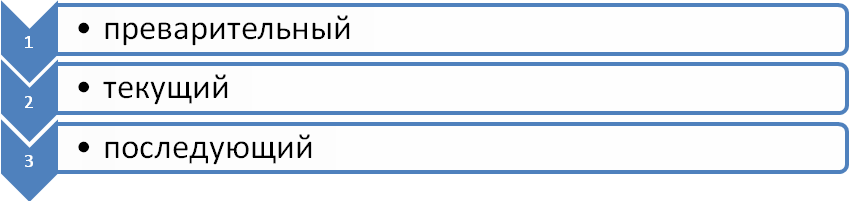 1 • преварительный
2 • текущий
3 • последующий